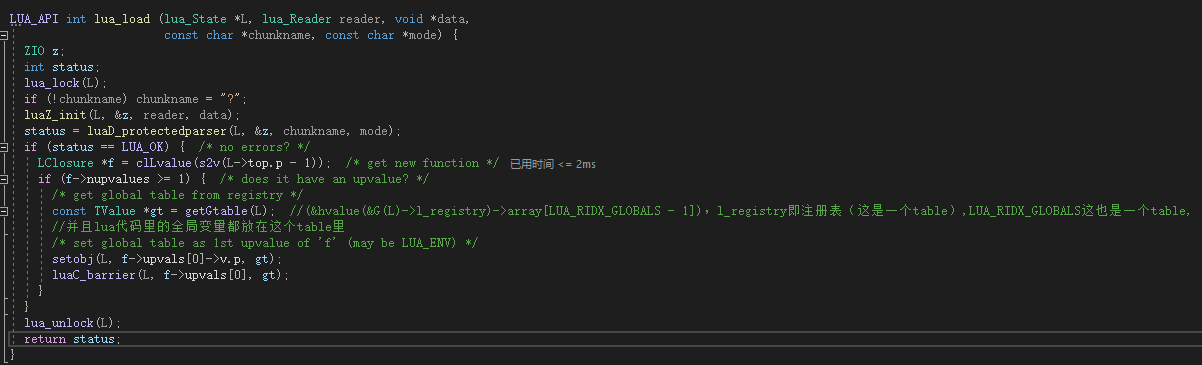 LUA_API int lua_load (lua_State *L, lua_Reader reader, void *data,
                      const char *chunkname, const char *mode) {
  ZIO z;
  int status;
  lua_lock(L);
  if (!chunkname) chunkname = "?";
  luaZ_init(L, &z, reader, data);
  status = luaD_protectedparser(L, &z, chunkname, mode);
  if (status == LUA_OK) {  /* no errors? */
    LClosure *f = clLvalue(s2v(L->top.p - 1));  /* get new function */ 已用时间 <= 2ms
    if (f->nupvalues >= 1) {  /* does it have an upvalue? */
      /* get global table from registry */
      const TValue *gt = getGtable(L);  //(&hvalue(&G(L)->l_registry)->array[LUA_RIDX_GLOBALS - 1])，l_registry即注册表（这是一个table）,LUA_RIDX_GLOBALS这也是一个table,
      //并且lua代码里的全局变量都放在这个table里
      /* set global table as 1st upvalue of 'f' (may be LUA_ENV) */
      setobj(L, f->upvals[0]->v.p, gt);
      luaC_barrier(L, f->upvals[0], gt);
    }
  }
  lua_unlock(L);
  return status;
}